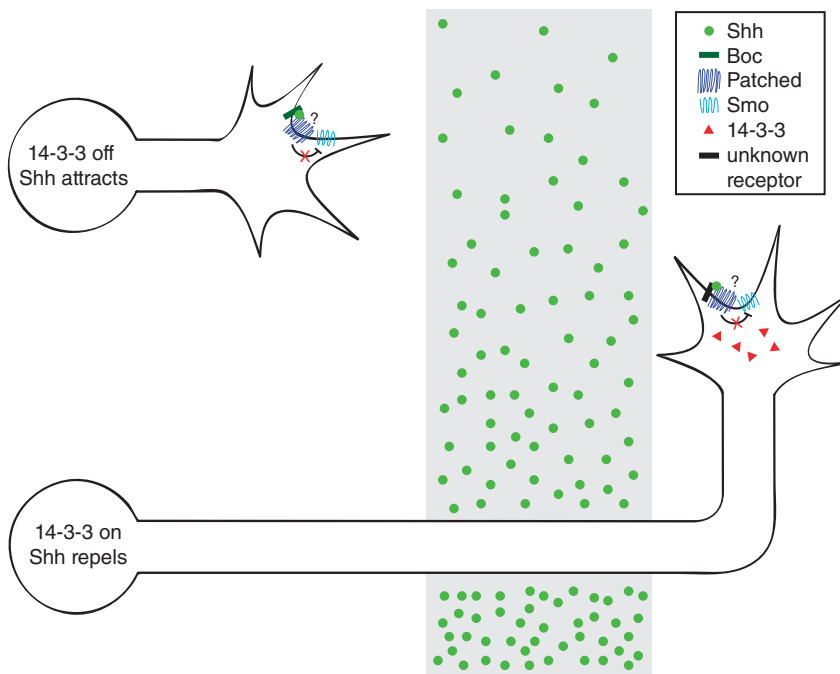 14-3-3 off
Shh attracts
?
Shh
Boc
Patched
Smo
14-3-3
unknown
receptor
?
14-3-3 on
Shh repels